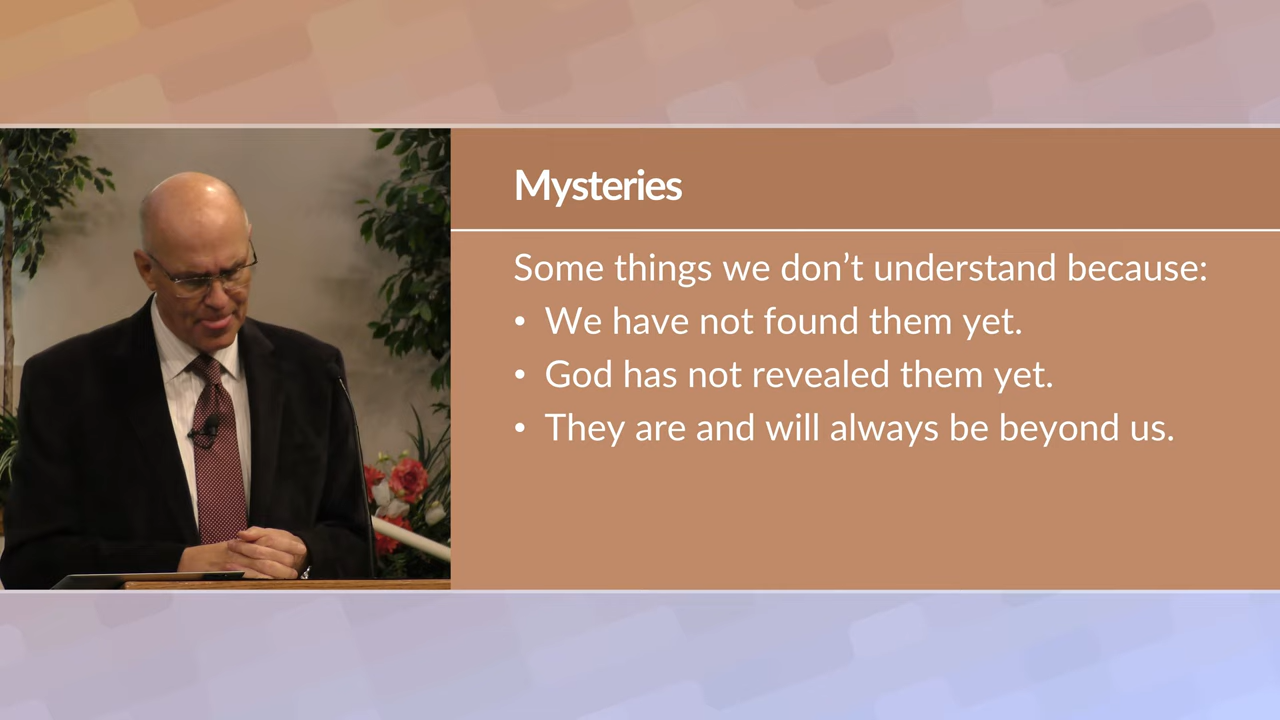 Mysteries
Some things we don’t understand because:
• We have not found them yet.
• God has not revealed them yet.
• They are and will always be beyond us.